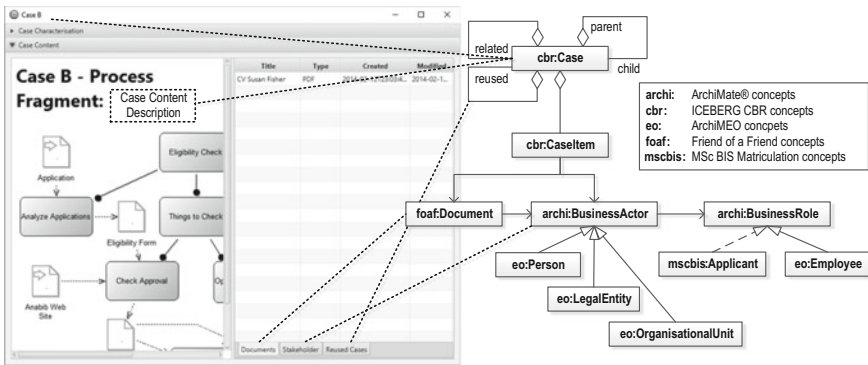 Case B
Case Characterisation
Case Content
Case B - Process
Fragment:
Case Content
Description
Eligibility Check
Application
Analyze Applications
Things to Check
Eligibility Form
Check Approval
Op
Anabib Web
Site
Title Type Created Modified
CV Susan Fisher PDF 2014-02-1...
Documents Stakeholder Reused Cases
related
reused
parent
child
cbr:Case
cbr:CaseItem
foaf:Document
archi:BusinessActor
archi:BusinessRole
eo:Person
eo:LegalEntity
eo:OrganisationalUnit
mscbis:Applicant
eo:Employee
archi: ArchiMate® concepts
cbr: ICEBERG CBR concepts
eo: ArchiMEO concpets
foaf: Friend of a Friend concepts
mscbis: MSc BIS Matriculation concepts